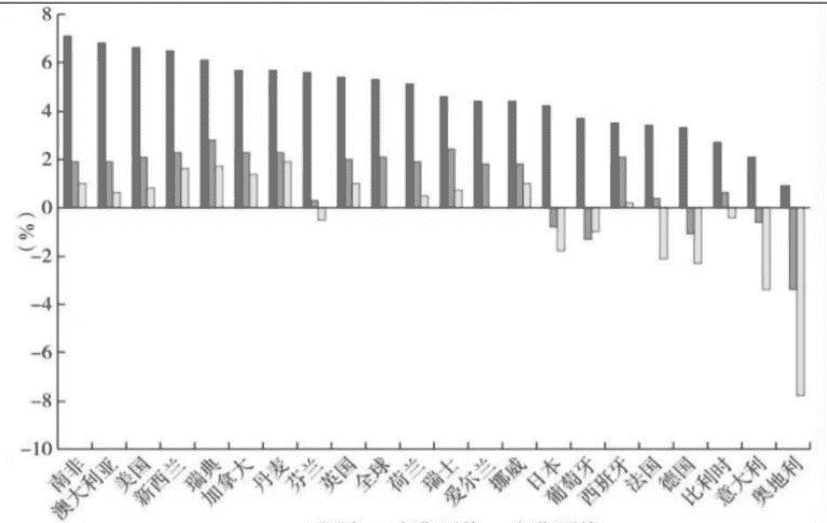 8
6
4
2
0
-2
-4
-6
-8
-10
(%)
南非
澳大利亚
美国
新西兰
瑞典
加拿大
丹麦
芬兰
英国
全球
荷兰
瑞士
爱尔兰
挪威
日本
葡萄牙
西班牙
法国
德国
比利时
意大利
奥地利